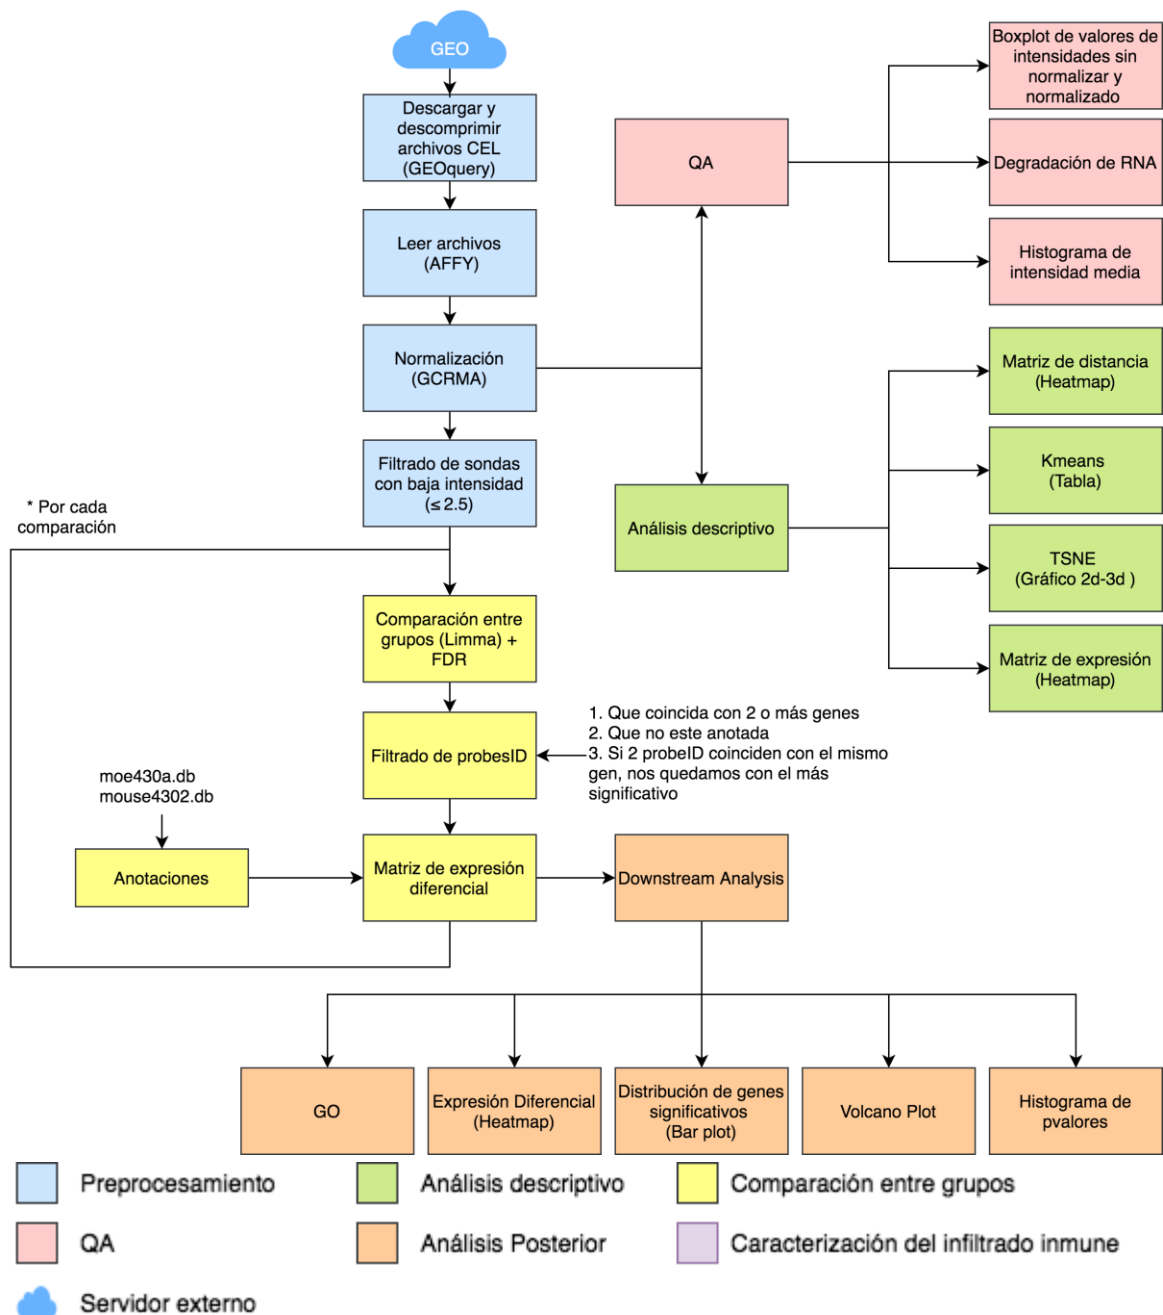 GEO
Descargar y
descomprimir
archivos CEL
(GEOquery)
Leer archivos
(AFFY)
Normalización
(GCRMA)
Filtrado de sondas
con baja intensidad
(≤ 2.5)
* Por cada
comparación
Comparación entre
grupos (Limma) +
FDR
Filtrado de probesID
1. Que coincida con 2 o más genes
2. Que no este anotada
3. Si 2 probeID coinciden con el mismo
gen, nos quedamos con el más
significativo
moe430a.db
mouse4302.db
Anotaciones
Matriz de expresión
diferencial
Downstream Analysis
QA
Boxplot de valores de
intensidades sin
normalizar y
normalizado
Degradación de RNA
Histograma de
intensidad media
Análisis descriptivo
Matriz de distancia
(Heatmap)
Kmeans
(Tabla)
TSNE
(Gráfico 2d-3d )
Matriz de expresión
(Heatmap)
GO
Expresión Diferencial
(Heatmap)
Distribución de genes
significativos
(Bar plot)
Volcano Plot
Histograma de
pvalores
Preprocesamiento
Análisis descriptivo
Comparación entre grupos
QA
Análisis Posterior
Caracterización del infiltrado inmune
Servidor externo